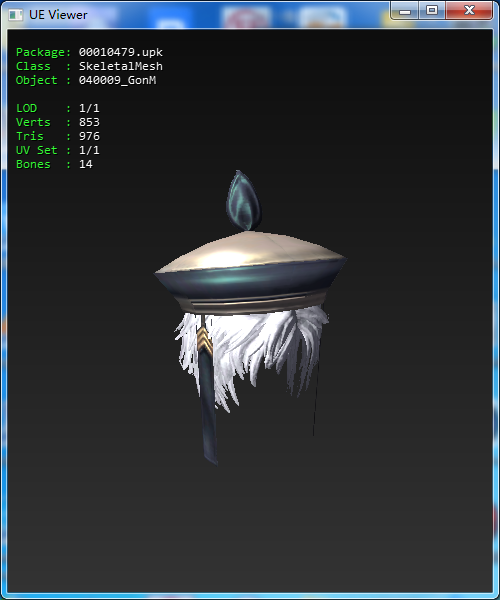 UE Viewer
Package: 00010479.upk
Class : SkeletalMesh
Object : 040009_GonM
LOD : 1/1
Verts : 853
Tris : 976
UV Set : 1/1
Bones : 14